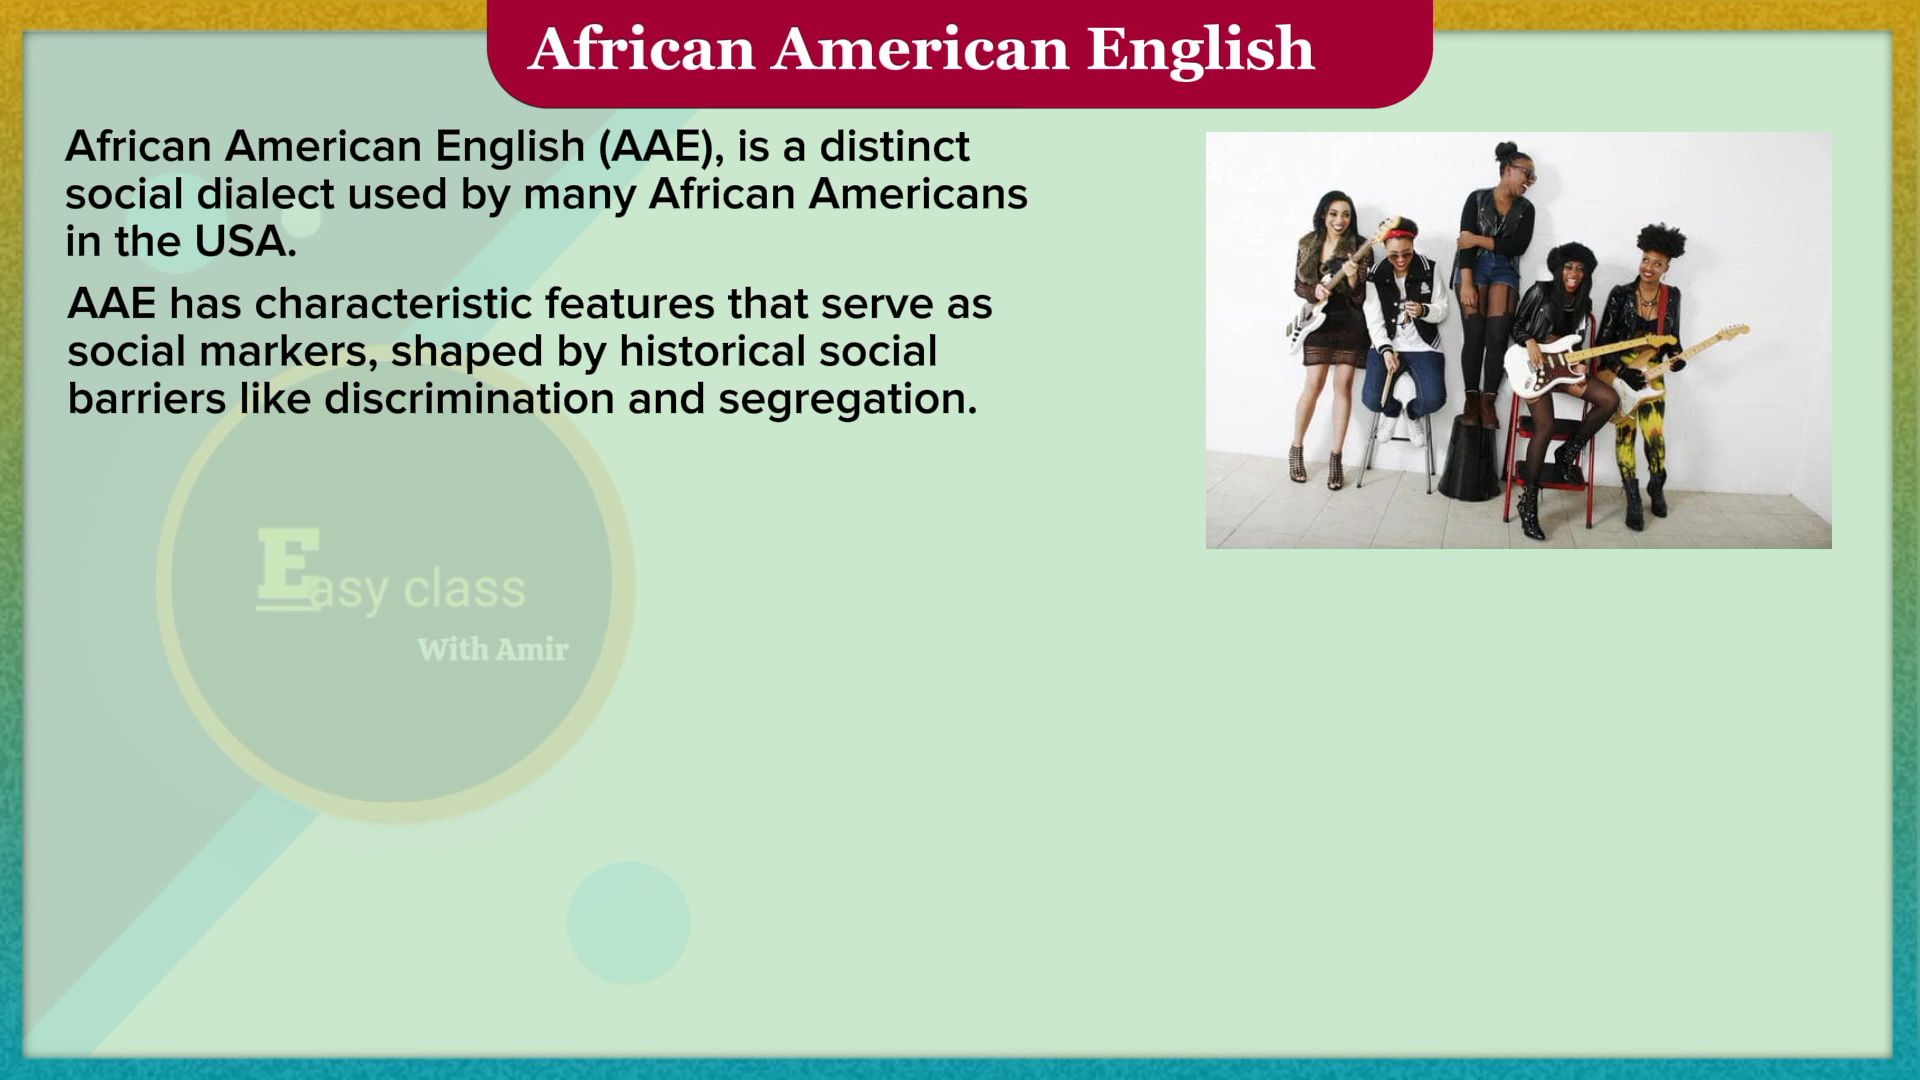 African American English
African American English (AAE), is a distinct
social dialect used by many African Americans
in the USA.
AAE has characteristic features that serve as
social markers, shaped by historical social
barriers like discrimination and segregation.
Easy class
With Amir